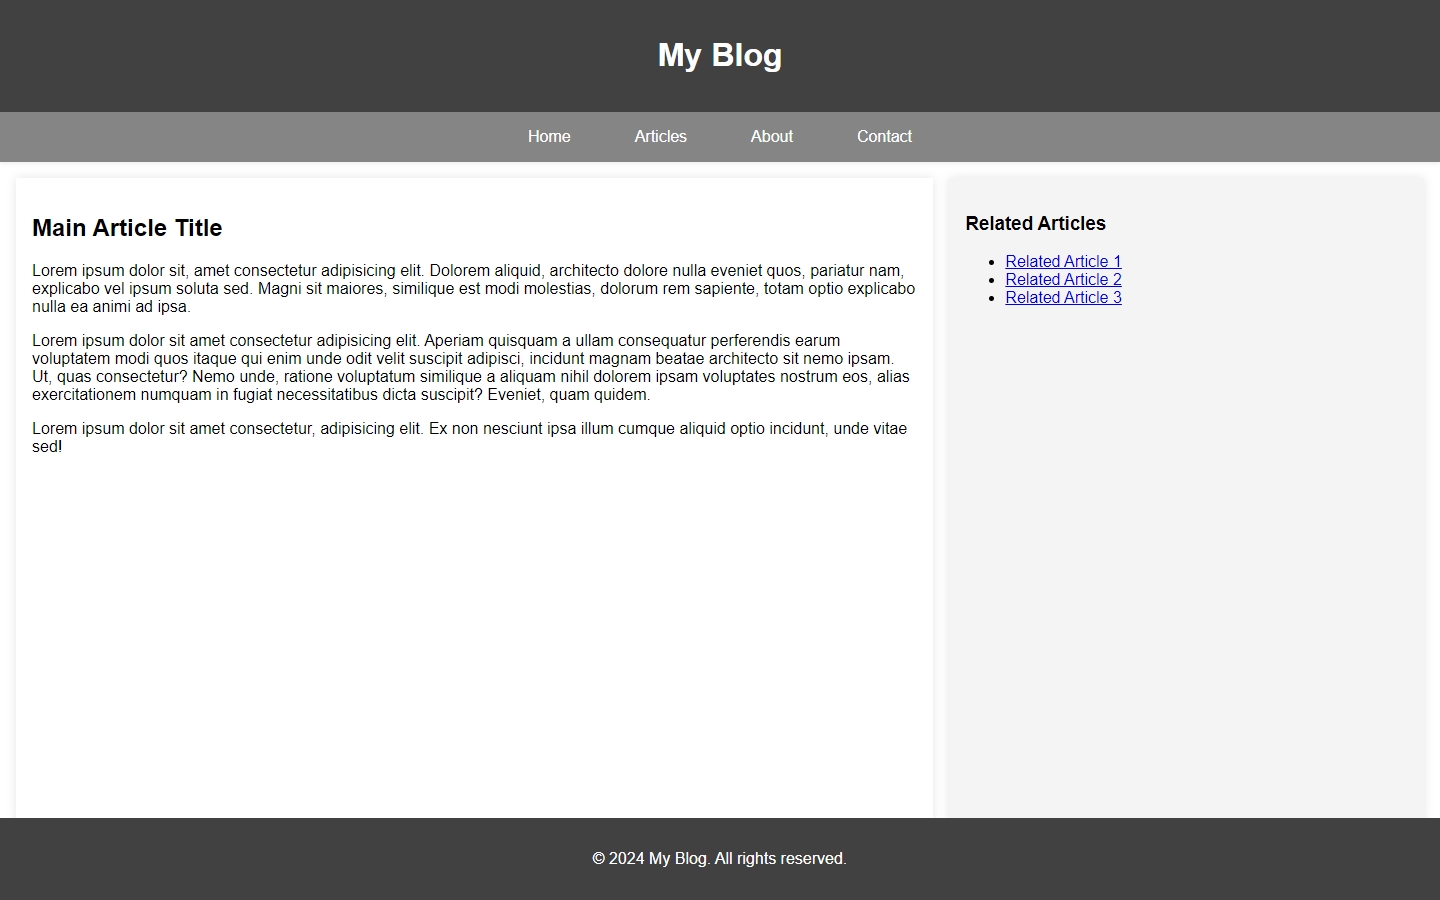 My Blog
Home Articles About Contact
Main Article Title
Lorem ipsum dolor sit, amet consectetur adipisicing elit. Dolorem aliquid, architecto dolore nulla eveniet quos, pariatur nam,
explicabo vel ipsum soluta sed. Magni sit maiores, similique est modi molestias, dolorum rem sapiente, totam optio explicabo
nulla ea animi ad ipsa.
Lorem ipsum dolor sit amet consectetur adipisicing elit. Aperiam quisquam a ullam consequatur perferendis earum
voluptatem modi quos itaque qui enim unde odit velit suscipit adipisci, incidunt magnam beatae architecto sit nemo ipsam.
Ut, quas consectetur? Nemo unde, ratione voluptatum similique a aliquam nihil dolorem ipsam voluptates nostrum eos, alias
exercitationem numquam in fugiat necessitatibus dicta suscipit? Eveniet, quam quidem.
Lorem ipsum dolor sit amet consectetur, adipisicing elit. Ex non nesciunt ipsa illum cumque aliquid optio incidunt, unde vitae
sed!
Related Articles
Related Article 1
Related Article 2
Related Article 3
© 2024 My Blog. All rights reserved.